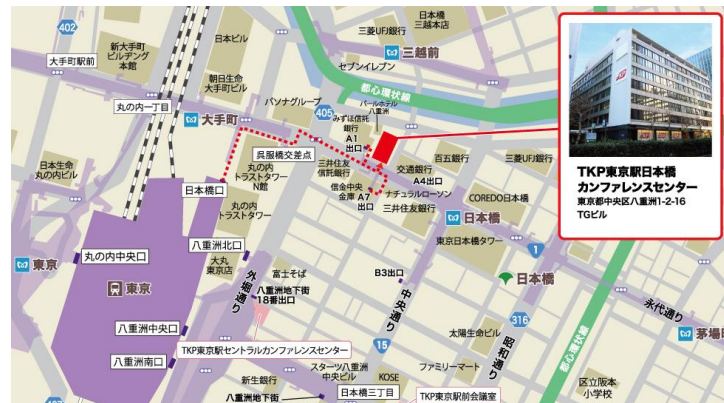 402
日本ビル
日本橋
三越本店
三菱UFJ銀行
新大手町
ビルヂング
本館
三越前
大手町駅前
朝日生命
大手町ビル
セブンイレブン
都心環状線
パソナグループ
パールホテル
八重洲
丸の内一丁目
405
みずほ信託
銀行
大手町
A1
出口
呉服橋交差点
日本生命
丸の内ビル
丸の内
トラストタワー
N館
三井住友
信託銀行
交通銀行
百五銀行
三菱UFJ銀行
A4出口
日本橋口
信金中央
金庫
A7
出口
ナチュラルローソン
COREDO日本橋
丸の内
トラストタワー
三井住友銀行
日本橋
八重洲北口
東京日本橋タワー
1
丸の内中央口
大丸
東京店
外堀通り
富士そば
B3出口
日本橋
東京
東京
八重洲地下街
18番出口
中央通り
永代通り
八重洲中央口
316
太陽生命ビル
昭和通り
茅場町
TKP東京駅セントラルカンファレンスセンター
15
都心環状線
八重洲南口
スターツ八重洲
中央ビル
ファミリーマート
新生銀行
KOSE
区立阪本
小学校
八重洲地下街
日本橋三丁目
TKP東京駅前会議室
TKP
TKP東京駅日本橋
カンファレンスセンター
東京都中央区八重洲1-2-16
TGビル